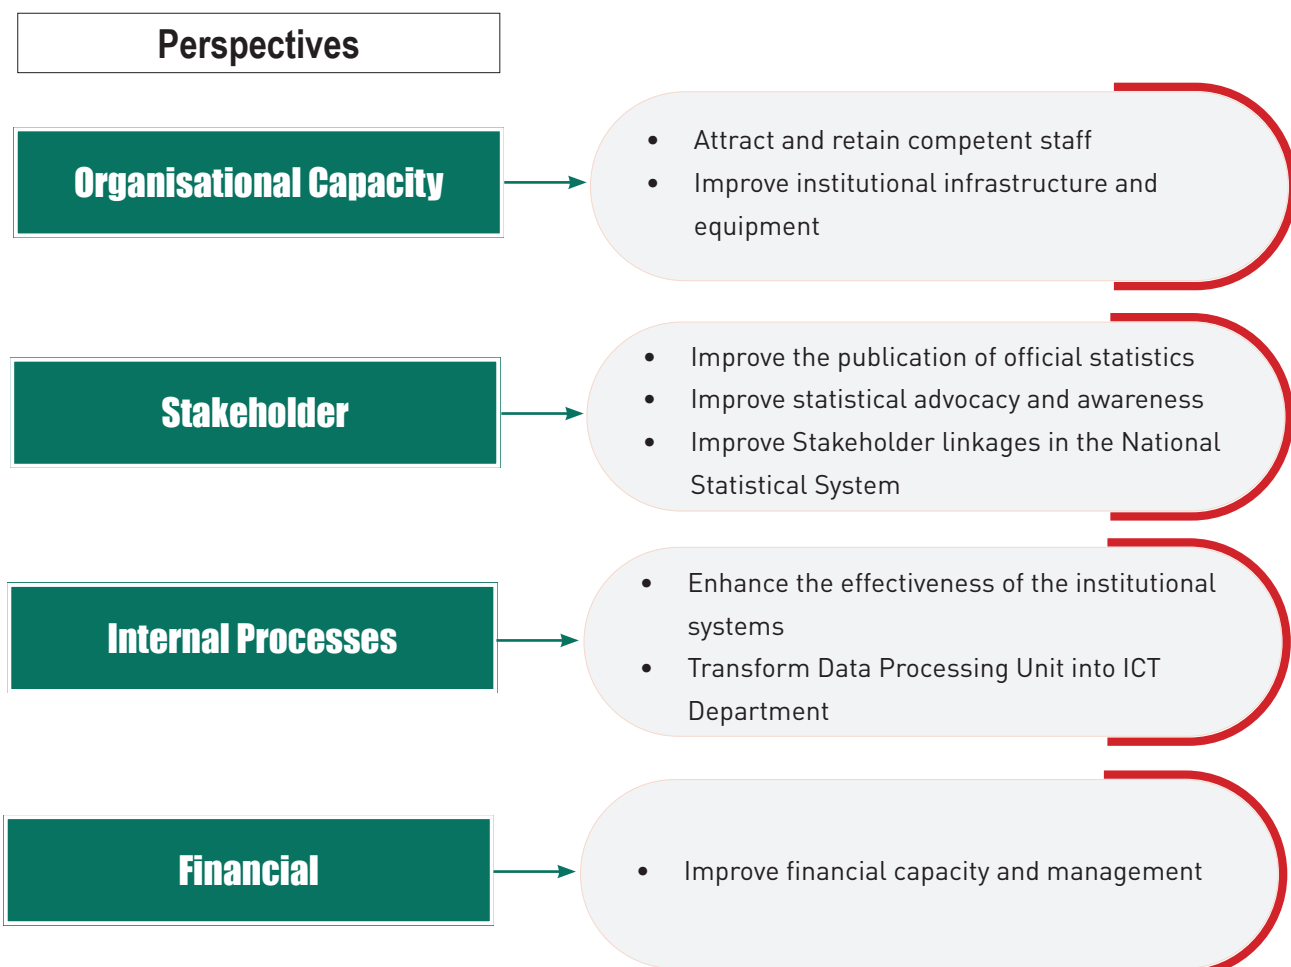 Perspectives
Organisational Capacity
• Attract and retain competent staff
• Improve institutional infrastructure and
equipment
Stakeholder
• Improve the publication of official statistics
• Improve statistical advocacy and awareness
• Improve Stakeholder linkages in the National
Statistical System
Internal Processes
• Enhance the effectiveness of the institutional
systems
• Transform Data Processing Unit into ICT
Department
Financial
• Improve financial capacity and management